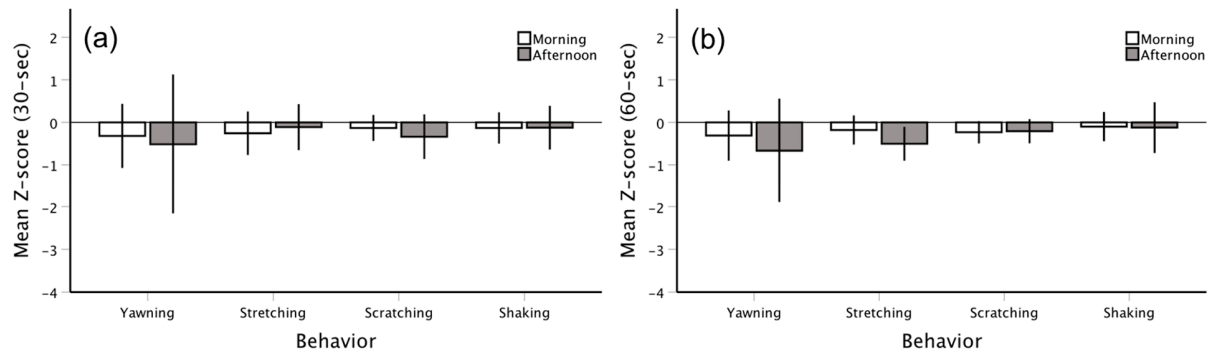 (a)
Morning
Afternoon
Mean Z-score (30-sec)
2
1
0
-1
-2
-3
-4
Yawning Stretching Scratching Shaking
Behavior
(b)
Morning
Afternoon
Mean Z-score (60-sec)
2
1
0
-1
-2
-3
-4
Yawning Stretching Scratching Shaking
Behavior